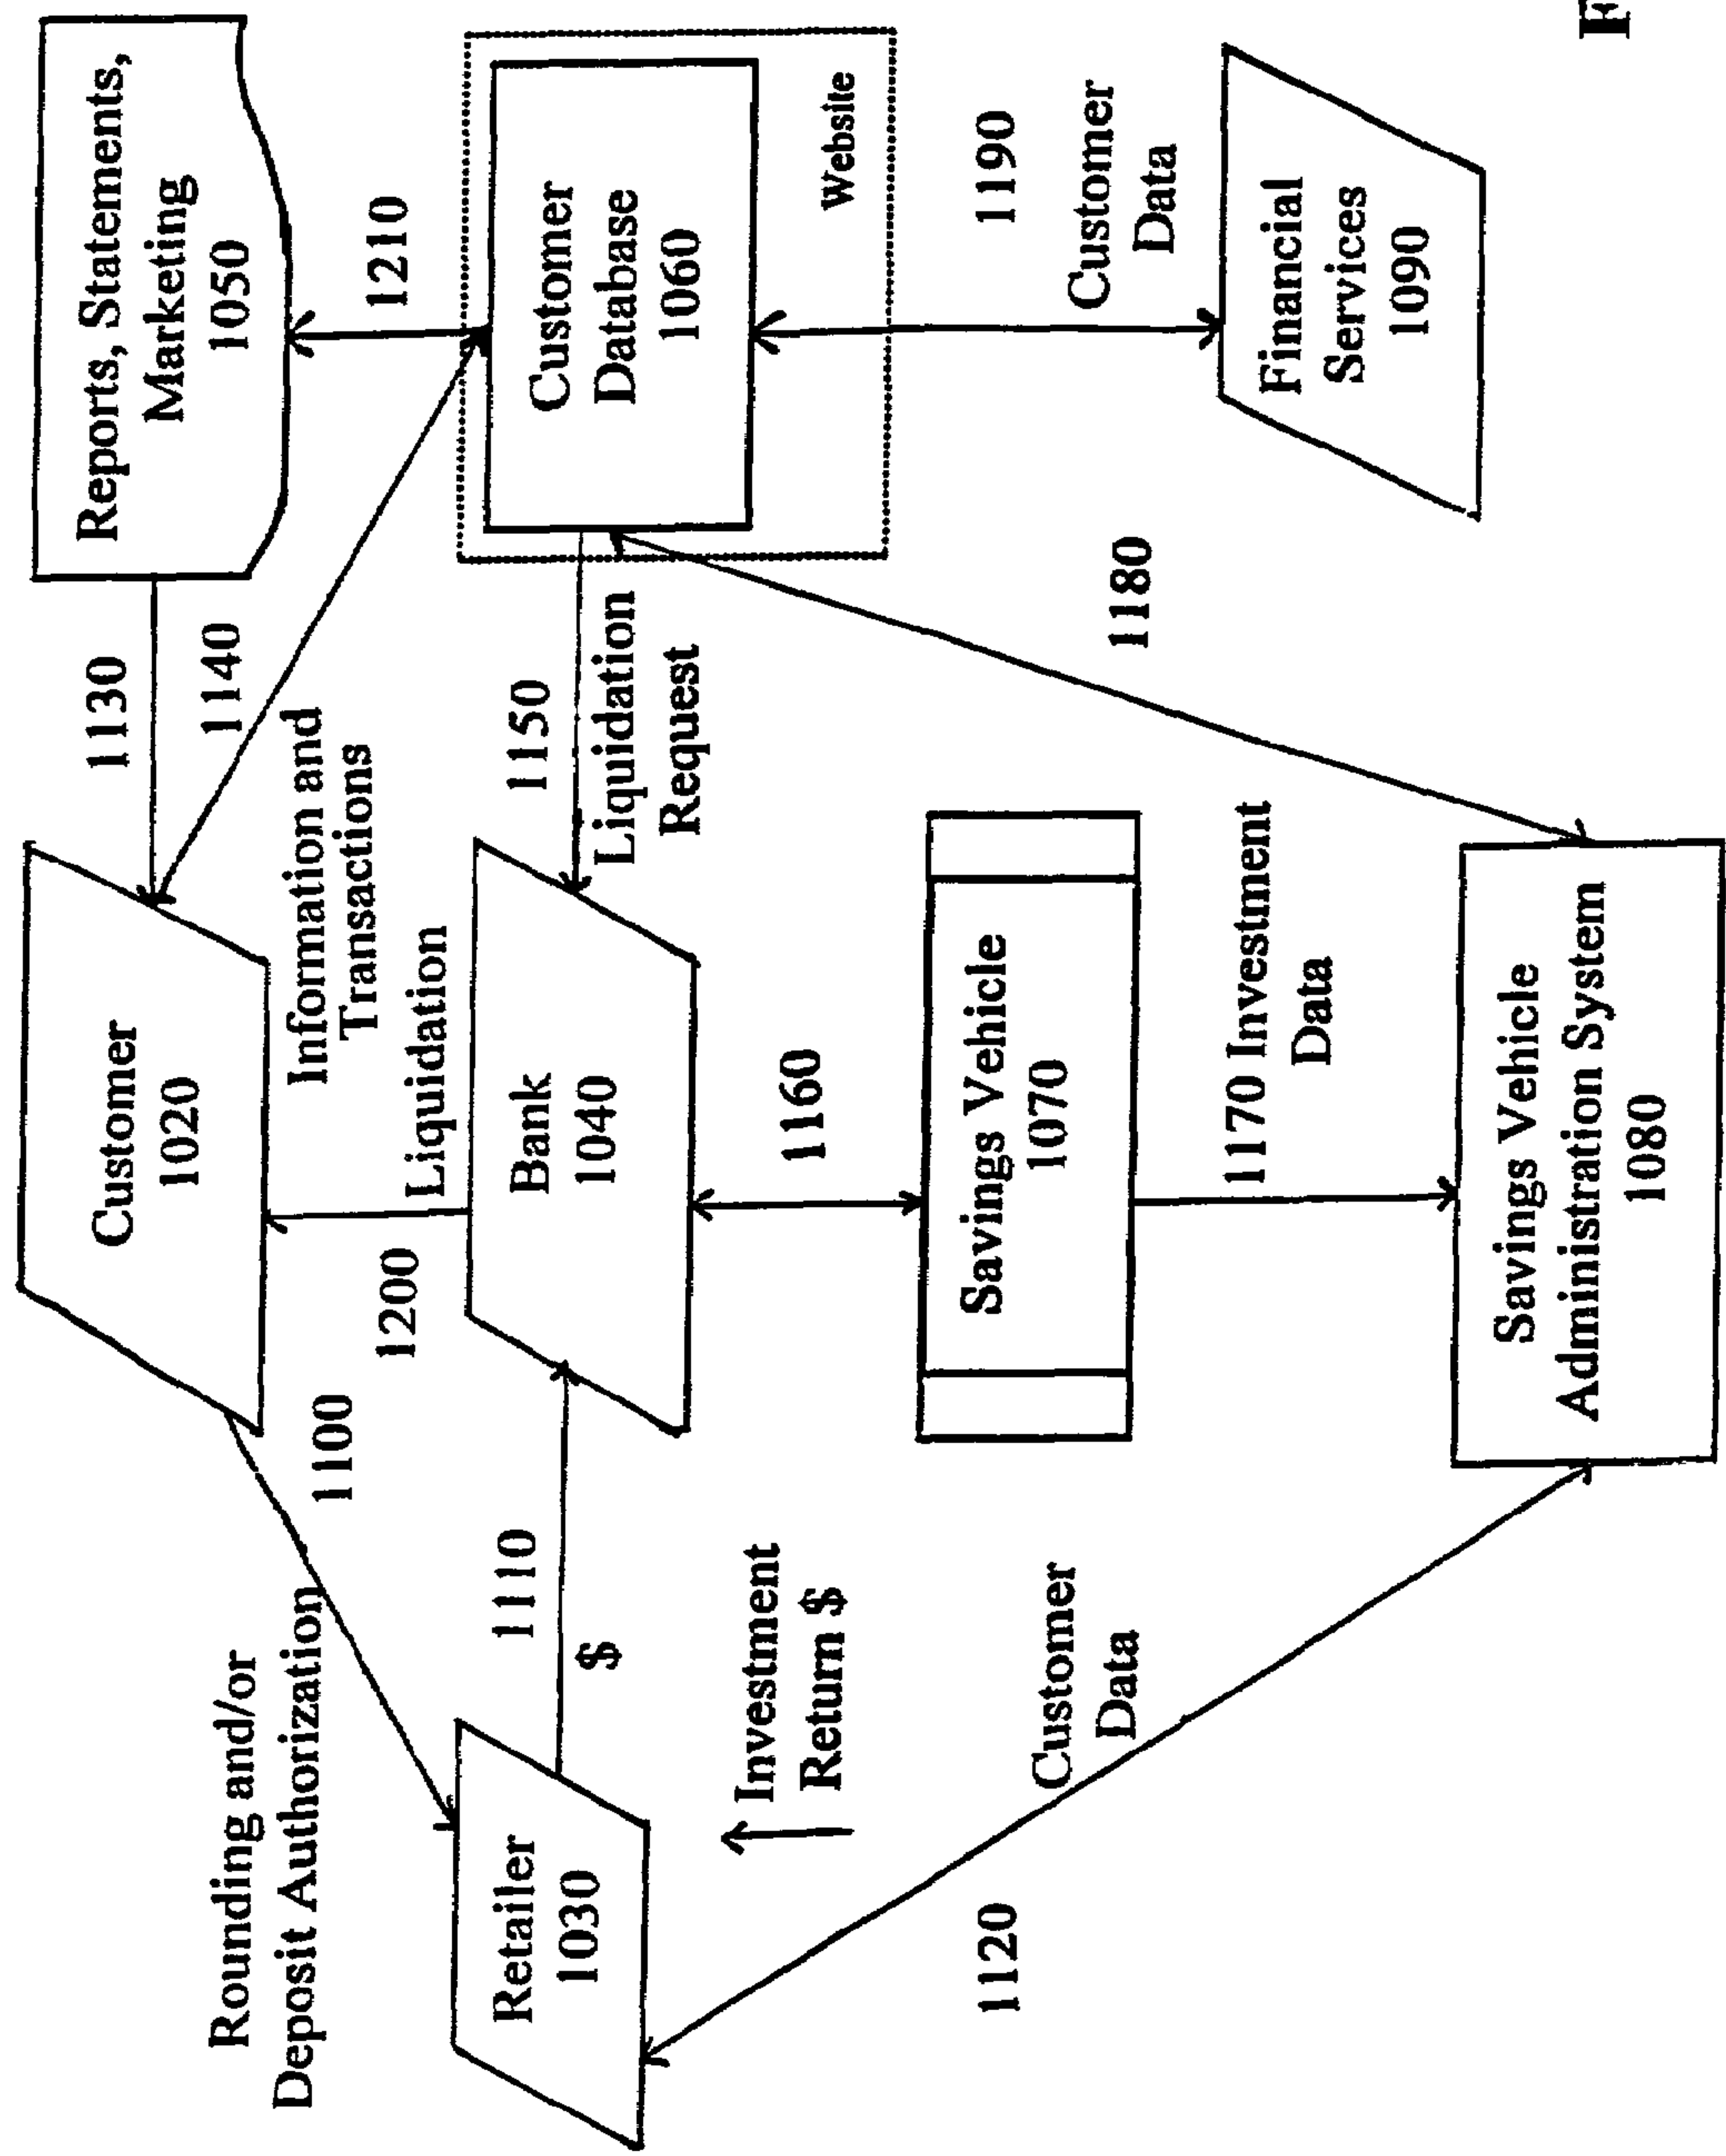 Reports, Statements,
Marketing
1050
Customer
1020
1130
1140
1210
Information and
Transactions
Rounding and/or
Deposit Authorization
1100
1200
Liquidation
Retailer
1030
1110
$
Bank
1040
1150
Liquidation
Request
Customer
Database
1060
Website
Investment
Return $
1160
Savings Vehicle
1070
1190
Customer
Data
1120
Customer
Data
1170 Investment
Data
1180
Financial
Services
1090
Savings Vehicle
Administration System
1080
F